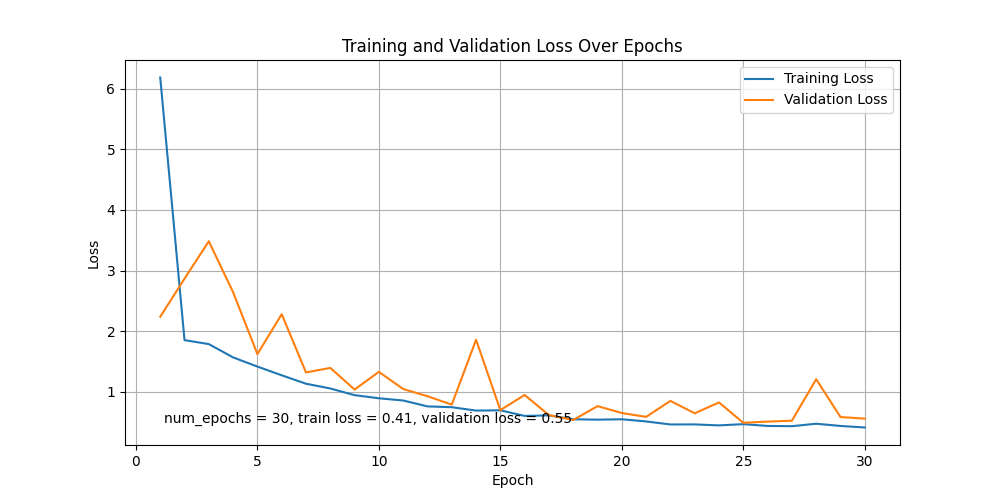 Training and Validation Loss Over Epochs
Training Loss
Validation Loss
6
5
4
3
2
1
Loss
num_epochs = 30, train loss = 0.41, validation loss = 0.55
0 5 10 15 20 25 30
Epoch